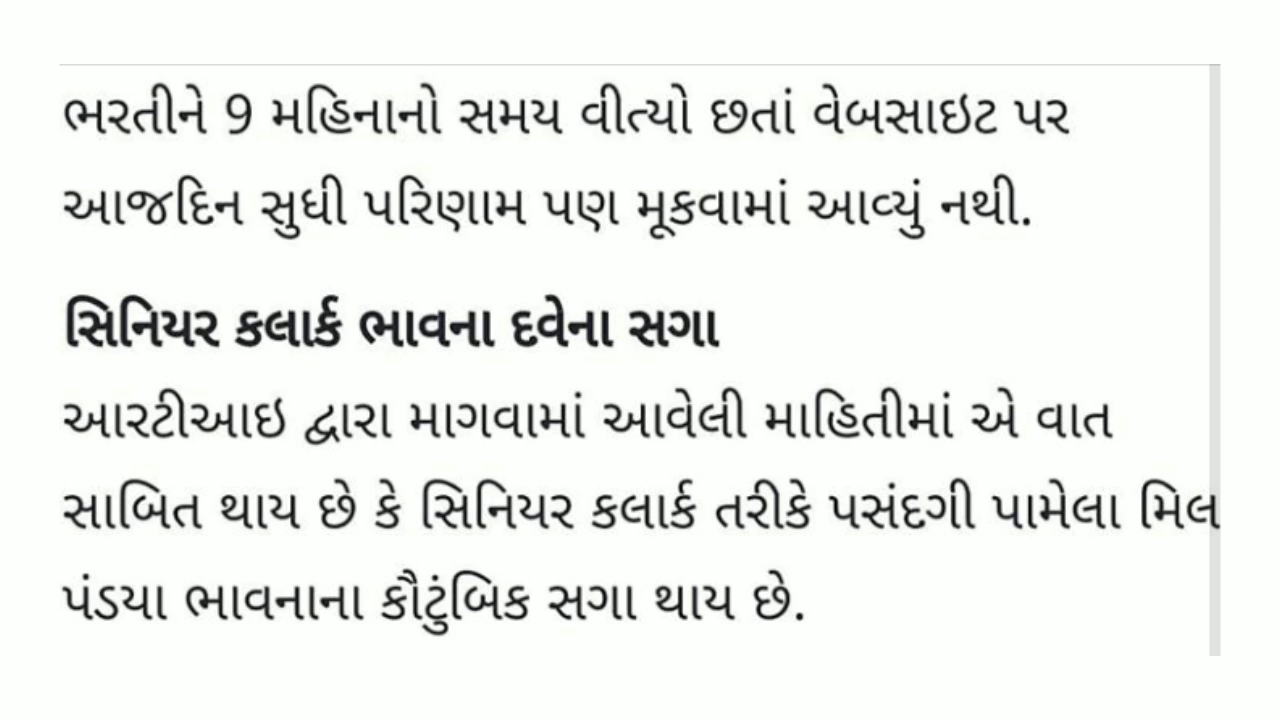 ભરતીને 9 મહિનાનો સમય વીત્યો છતાં વેબસાઇટ પર
આજદિન સુધી પરિણામ પણ મૂકવામાં આવ્યું નથી.
સિનિયર કલાર્ક ભાવના દવેના સગા
આરટીઆઇ દ્વારા માગવામાં આવેલી માહિતીમાં એ વાત
સાબિત થાય છે કે સિનિયર કલાર્ક તરીકે પસંદગી પામેલા મિલ
પંડયા ભાવનાના કૌટુંબિક સગા થાય છે.